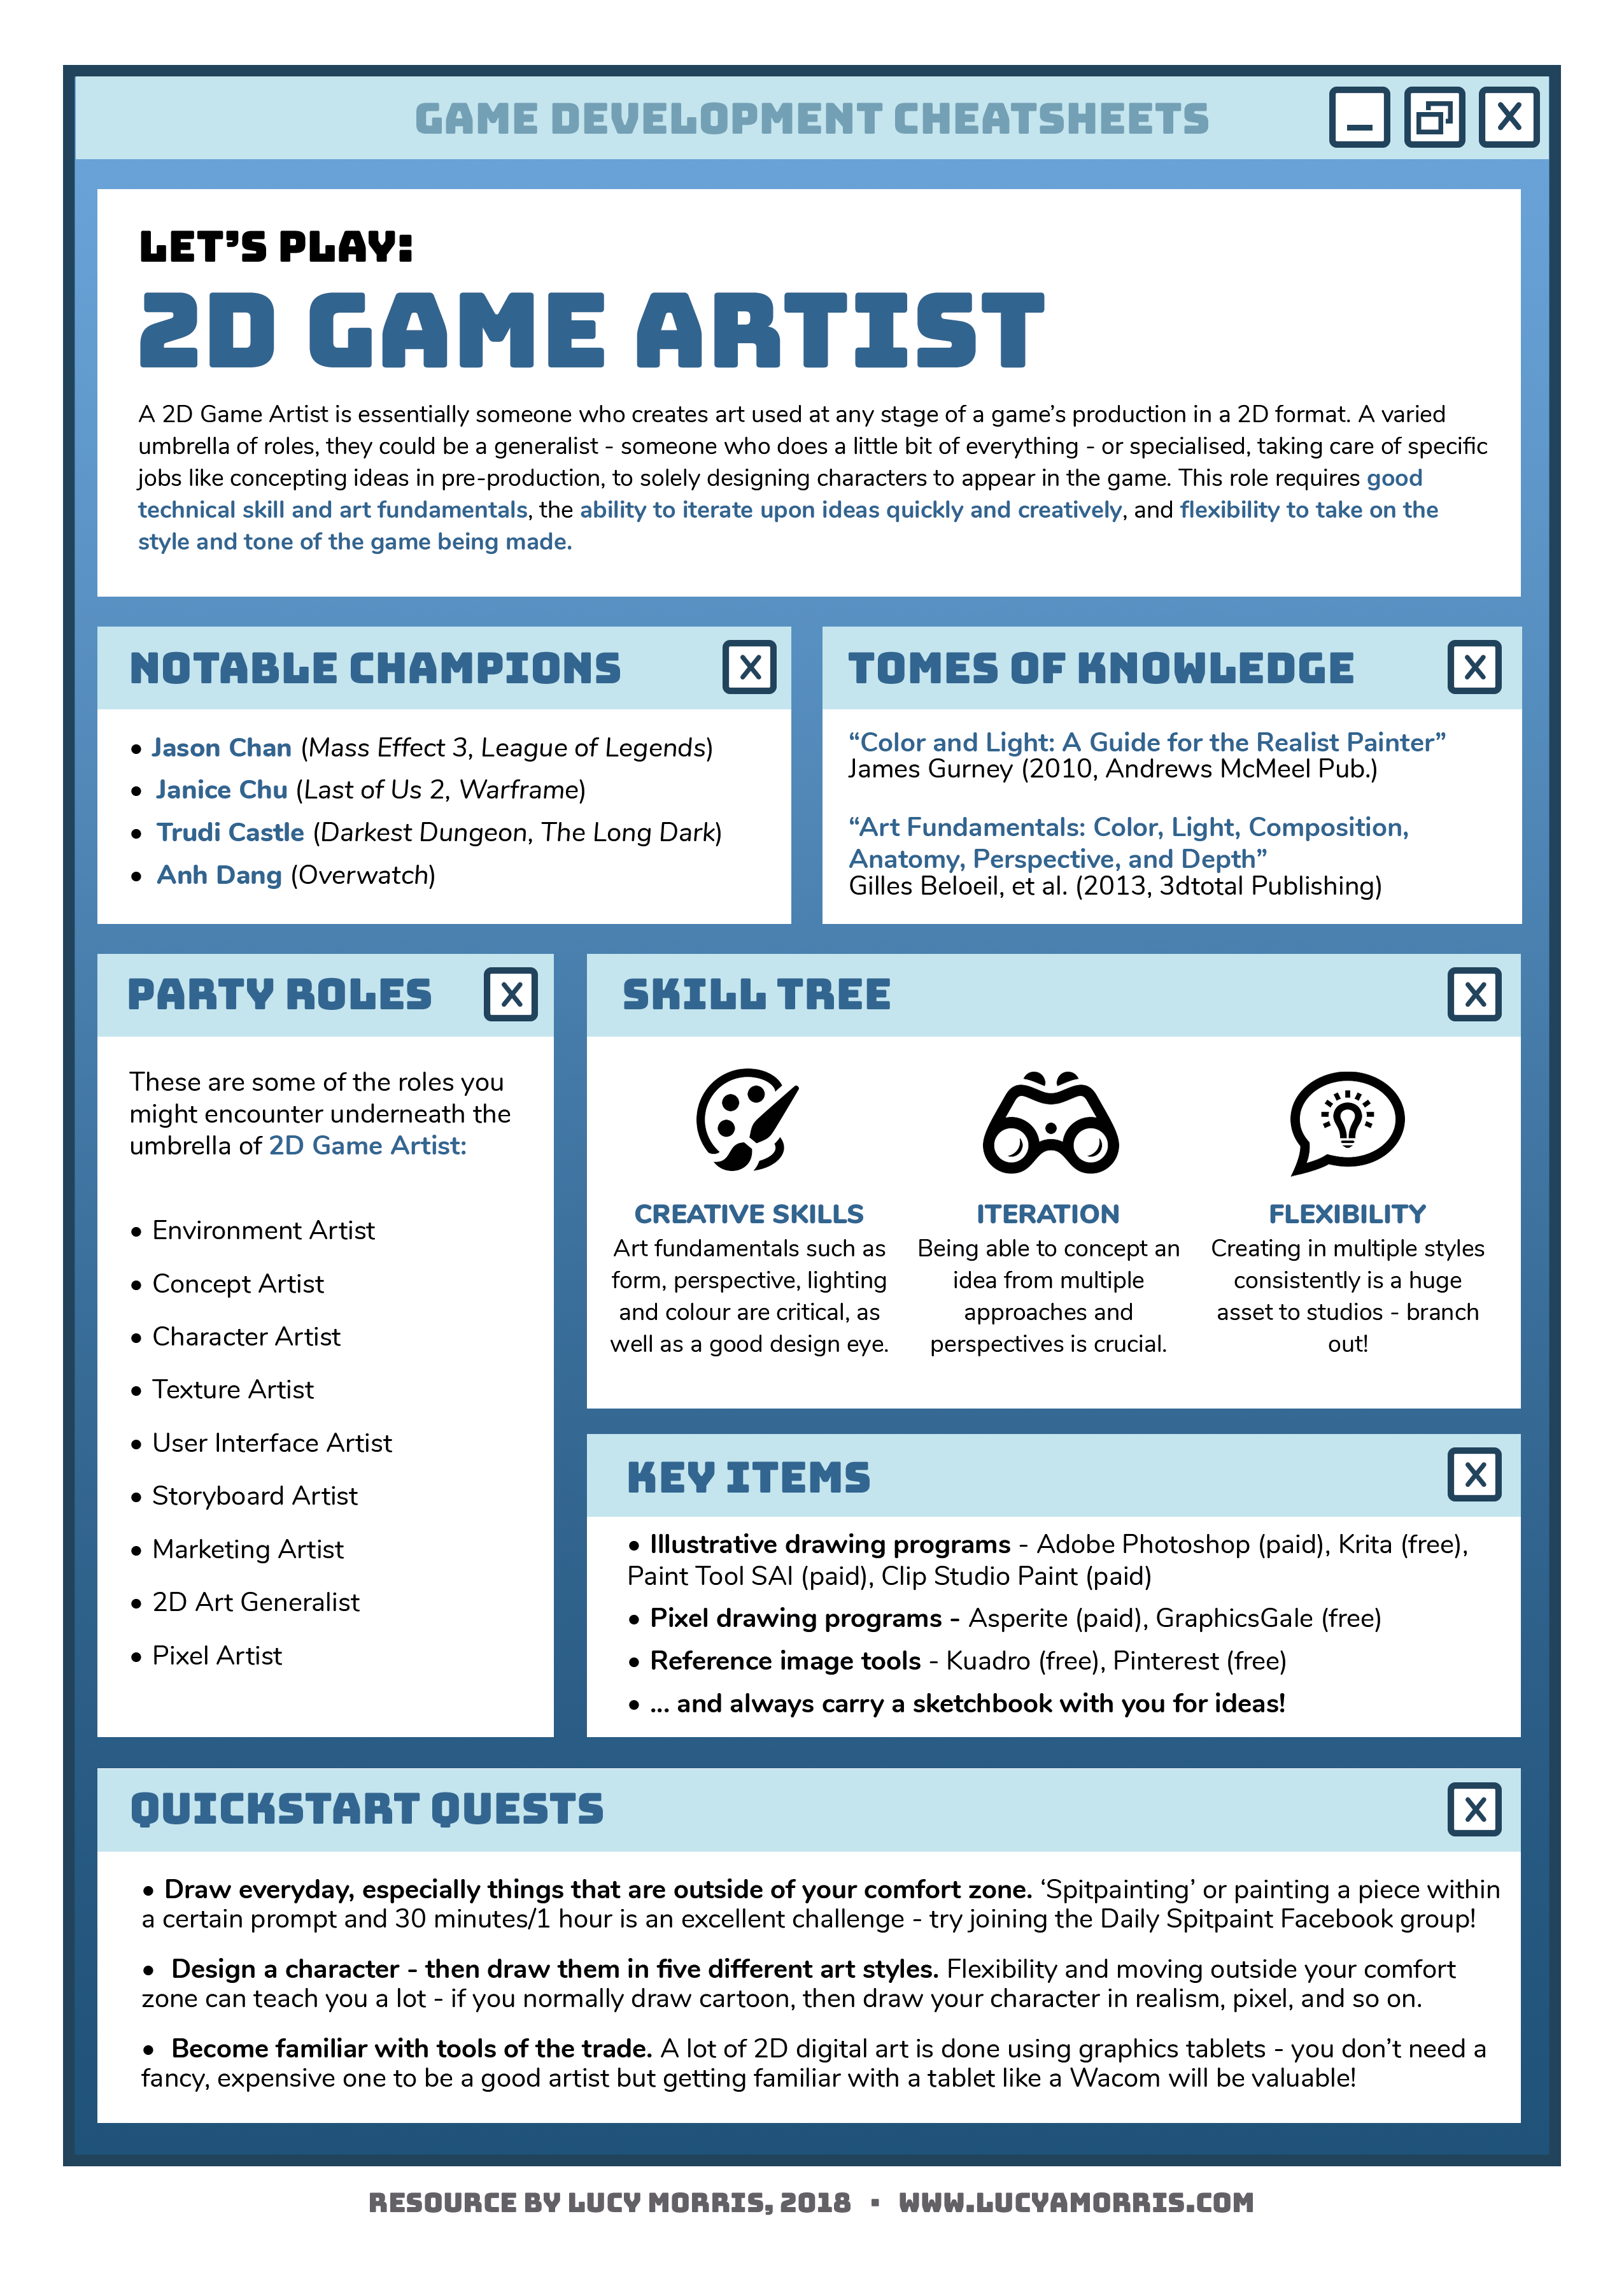 GAME DEVELOPMENT CHEATSHEETS
LET'S PLAY:
2D GAME ARTIST
A 2D Game Artist is essentially someone who creates art used at any stage of a game's production in a 2D format. A varied
umbrella of roles, they could be a generalist - someone who does a little bit of everything - or specialised, taking care of specific
jobs like concepting ideas in pre-production, to solely designing characters to appear in the game. This role requires good
technical skill and art fundamentals, the ability to iterate upon ideas quickly and creatively, and flexibility to take on the
style and tone of the game being made.
NOTABLE CHAMPIONS X
• Jason Chan (Mass Effect 3, League of Legends)
• Janice Chu (Last of Us 2, Warframe)
• Trudi Castle (Darkest Dungeon, The Long Dark)
• Anh Dang (Overwatch)
TOMES OF KNOWLEDGE X
“Color and Light: A Guide for the Realist Painter”
James Gurney (2010, Andrews McMeel Pub.)
“Art Fundamentals: Color, Light, Composition,
Anatomy, Perspective, and Depth”
Gilles Beloeil, et al. (2013, 3dtotal Publishing)
PARTY ROLES X
These are some of the roles you
might encounter underneath the
umbrella of 2D Game Artist:
• Environment Artist
• Concept Artist
• Character Artist
• Texture Artist
• User Interface Artist
• Storyboard Artist
• Marketing Artist
• 2D Art Generalist
• Pixel Artist
SKILL TREE X
CREATIVE SKILLS
Art fundamentals such as
form, perspective, lighting
and colour are critical, as
well as a good design eye.
ITERATION
Being able to concept an
idea from multiple
approaches and
perspectives is crucial.
FLEXIBILITY
Creating in multiple styles
consistently is a huge
asset to studios - branch
out!
KEY ITEMS X
• Illustrative drawing programs - Adobe Photoshop (paid), Krita (free),
Paint Tool SAI (paid), Clip Studio Paint (paid)
• Pixel drawing programs - Asperite (paid), GraphicsGale (free)
• Reference image tools - Kuadro (free), Pinterest (free)
• ... and always carry a sketchbook with you for ideas!
QUICKSTART QUESTS X
• Draw everyday, especially things that are outside of your comfort zone. ‘Spitpainting’ or painting a piece within
a certain prompt and 30 minutes/1 hour is an excellent challenge - try joining the Daily Spitpaint Facebook group!
• Design a character - then draw them in five different art styles. Flexibility and moving outside your comfort
zone can teach you a lot - if you normally draw cartoon, then draw your character in realism, pixel, and so on.
• Become familiar with tools of the trade. A lot of 2D digital art is done using graphics tablets - you don't need a
fancy, expensive one to be a good artist but getting familiar with a tablet like a Wacom will be valuable!
RESOURCE BY LUCY MORRIS, 2018 · WWW.LUCYAMORRIS.COM